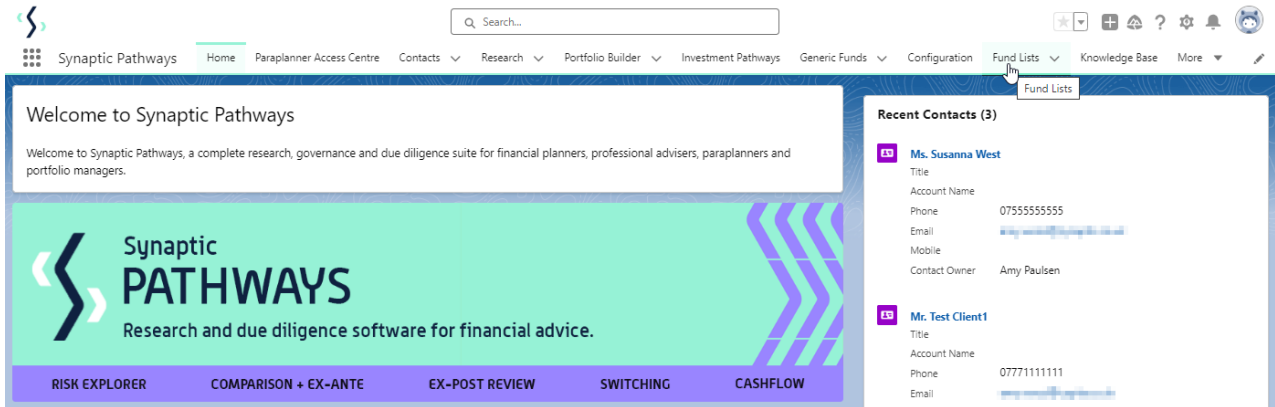 Search...
Synaptic Pathways Home Paraplanner Access Centre Contacts Research Portfolio Builder Investment Pathways Generic Funds Configuration Fund Lists Knowledge Base More
Fund Lists
Welcome to Synaptic Pathways
Welcome to Synaptic Pathways, a complete research, governance and due diligence suite for financial planners, professional advisers, paraplanners and
portfolio managers.
Synaptic
PATHWAYS
Research and due diligence software for financial advice.
RISK EXPLORER COMPARISON + EX-ANTE EX-POST REVIEW SWITCHING CASHFLOW
Recent Contacts (3)
Ms. Susanna West
Title
Account Name
Phone 07555555555
Email
Mobile
Contact Owner Amy Paulsen
Mr. Test Client1
Title
Account Name
Phone 07771111111
Email